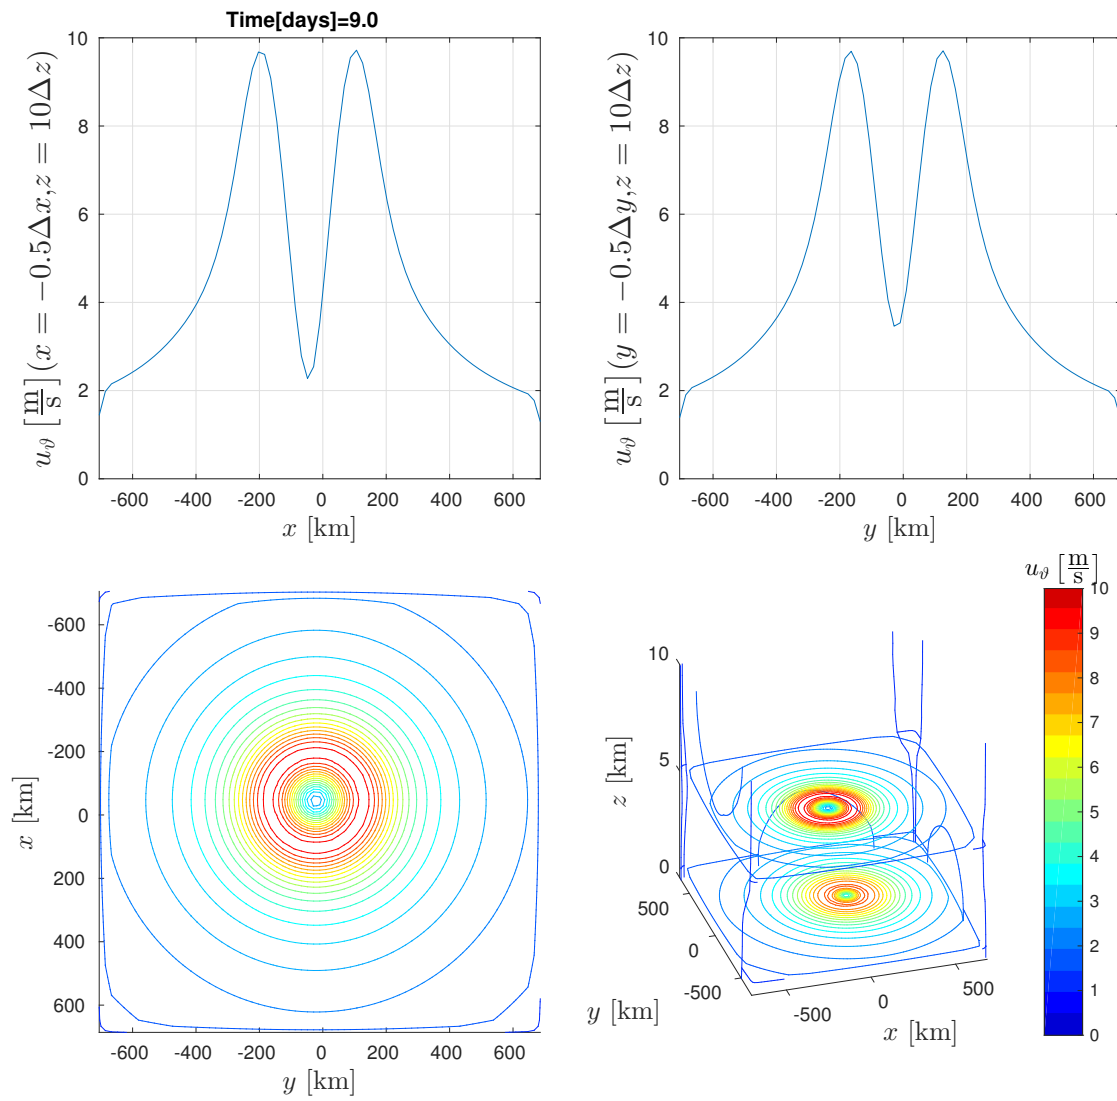 Time[days]=9.0
u_ϑ [m/s] (x = −0.5Δx, z = 10Δz)
10
8
6
4
2
0
-600 -400 -200 0 200 400 600
x [km]
u_ϑ [m/s] (y = −0.5Δy, z = 10Δz)
10
8
6
4
2
0
-600 -400 -200 0 200 400 600
y [km]
x [km]
-600
-400
-200
0
200
400
600
-600 -400 -200 0 200 400 600
y [km]
z [km]
10
5
0
500
0
-500
y [km]
-500 0 500
x [km]
u_ϑ [m/s]
10
9
8
7
6
5
4
3
2
1
0